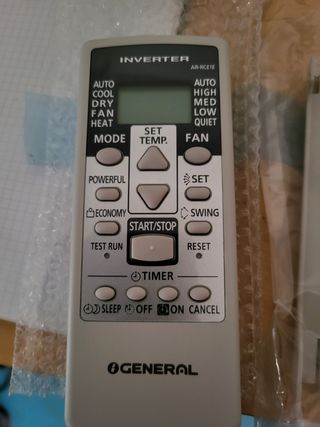 INVERTER
AR-RCE1E
AUTO
COOL
DRY
FAN
HEAT
AUTO
HIGH
MED
LOW
QUIET
MODE
SET
TEMP.
FAN
POWERFUL
SET
ECONOMY
START/STOP
SWING
TEST RUN
RESET
TIMER
SLEEP
OFF
ON
CANCEL
GENERAL